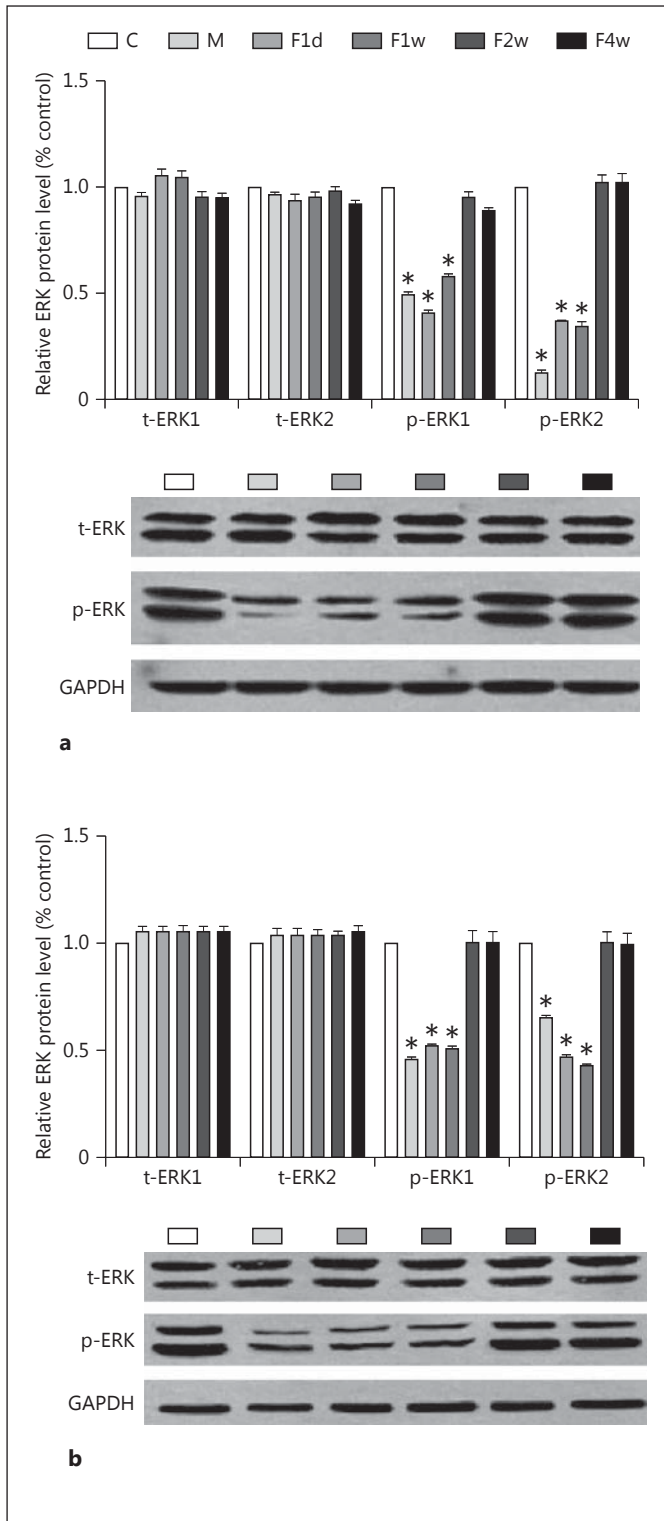 C M F1d F1w F2w F4w
1.5
1.0
0.5
0
Relative ERK protein level (% control)
* * *
* * *
t-ERK1 t-ERK2 p-ERK1 p-ERK2
t-ERK
p-ERK
GAPDH
a
1.5
1.0
0.5
0
Relative ERK protein level (% control)
* * *
* * *
t-ERK1 t-ERK2 p-ERK1 p-ERK2
t-ERK
p-ERK
GAPDH
b